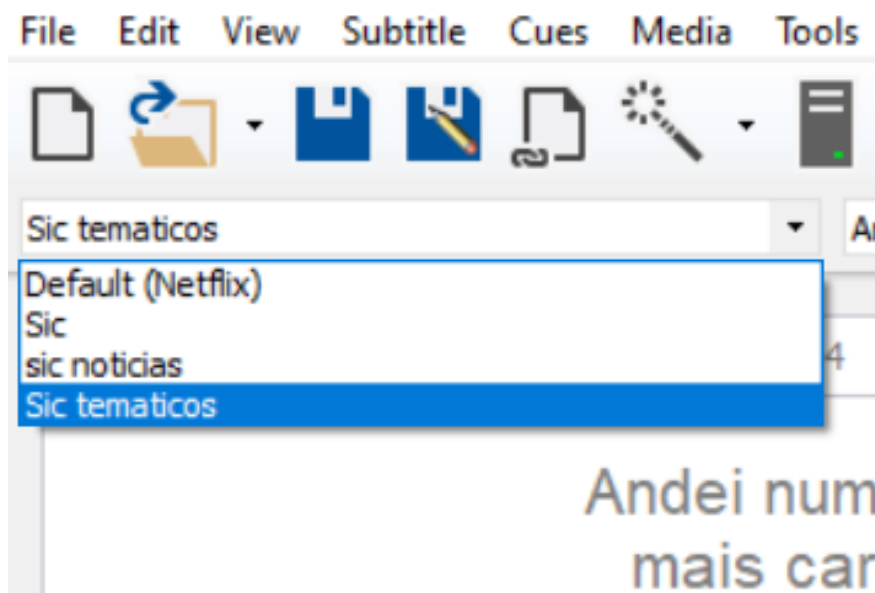 File Edit View Subtitle Cues Media Tools
Sic tematicos
Default (Netflix)
Sic
sic noticias
4
Sic tematicos
Andei num
mais car